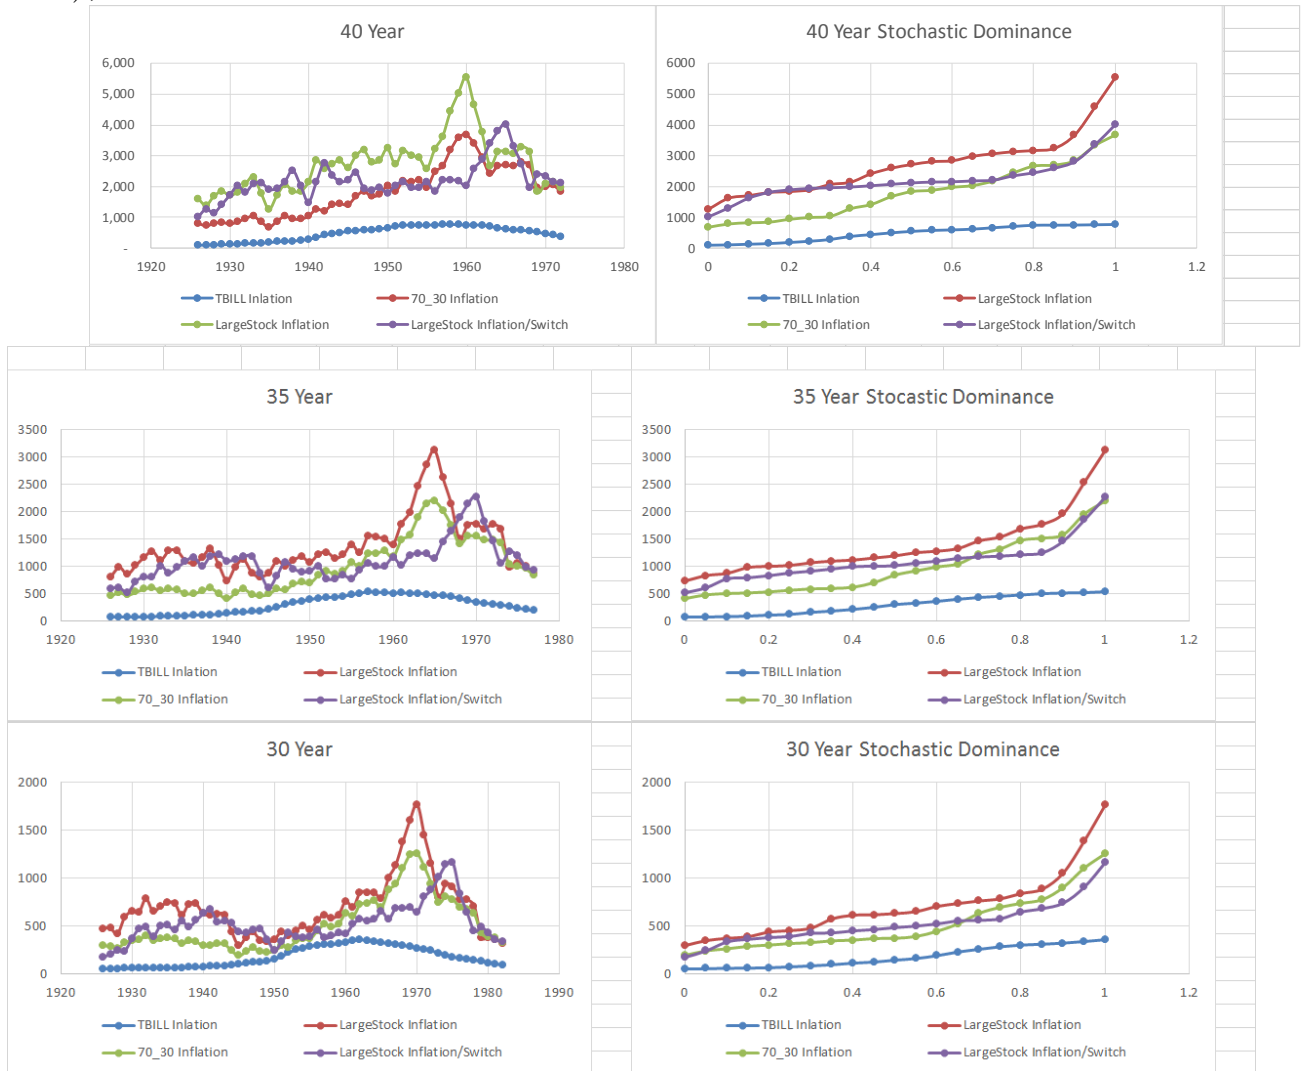 40 Year
6,000
5,000
4,000
3,000
2,000
1,000
-
1920 1930 1940 1950 1960 1970 1980
TBILL Inlation 70_30 Inflation
LargeStock Inflation LargeStock Inflation/Switch
40 Year Stochastic Dominance
6000
5000
4000
3000
2000
1000
0
0 0.2 0.4 0.6 0.8 1 1.2
TBILL Inlation LargeStock Inflation
70_30 Inflation LargeStock Inflation/Switch
35 Year
3500
3000
2500
2000
1500
1000
500
0
1920 1930 1940 1950 1960 1970 1980
TBILL Inlation LargeStock Inflation
70_30 Inflation LargeStock Inflation/Switch
35 Year Stocastic Dominance
3500
3000
2500
2000
1500
1000
500
0
0 0.2 0.4 0.6 0.8 1 1.2
TBILL Inlation LargeStock Inflation
70_30 Inflation LargeStock Inflation/Switch
30 Year
2000
1500
1000
500
0
1920 1930 1940 1950 1960 1970 1980 1990
TBILL Inlation LargeStock Inflation
70_30 Inflation LargeStock Inflation/Switch
30 Year Stochastic Dominance
2000
1500
1000
500
0
0 0.2 0.4 0.6 0.8 1 1.2
TBILL Inlation LargeStock Inflation
70_30 Inflation LargeStock Inflation/Switch